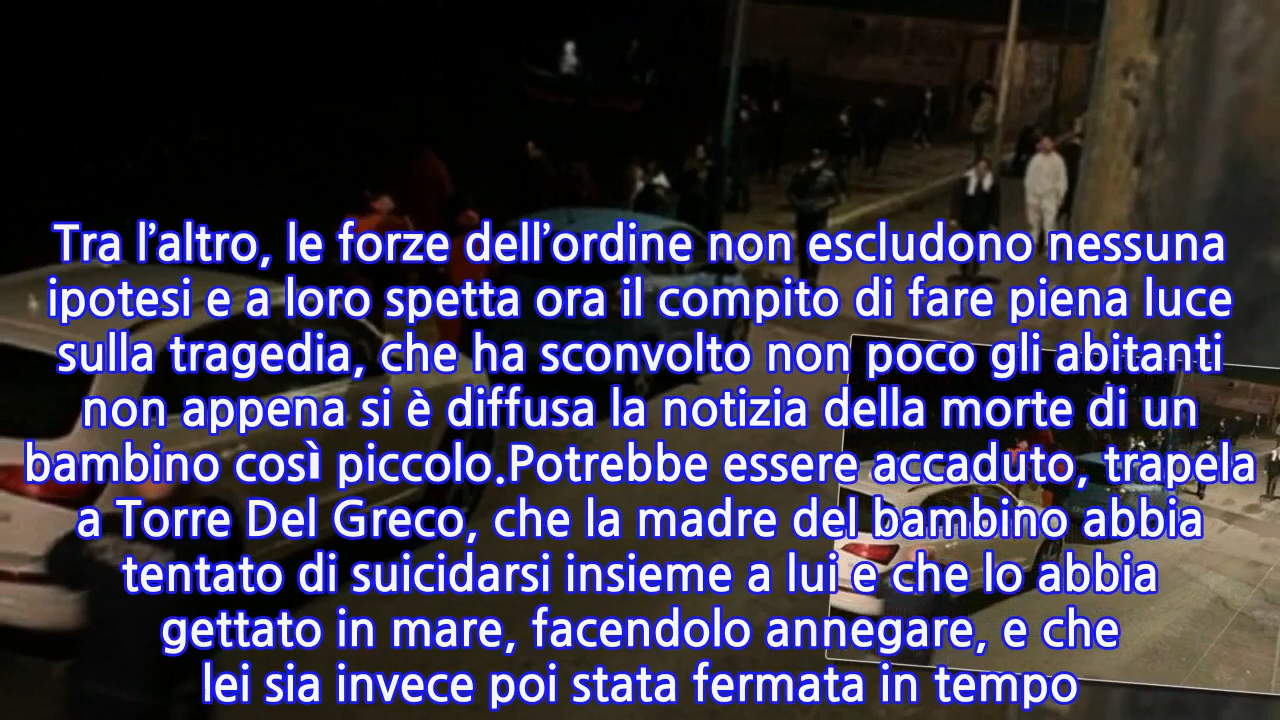 Tra l’altro, le forze dell’ordine non escludono nessuna
ipotesi e a loro spetta ora il compito di fare piena luce
sulla tragedia, che ha sconvolto non poco gli abitanti
non appena si è diffusa la notizia della morte di un
bambino così piccolo.Potrebbe essere accaduto, trapela
a Torre Del Greco, che la madre del bambino abbia
tentato di suicidarsi insieme a lui e che lo abbia
gettato in mare, facendolo annegare, e che
lei sia invece poi stata fermata in tempo